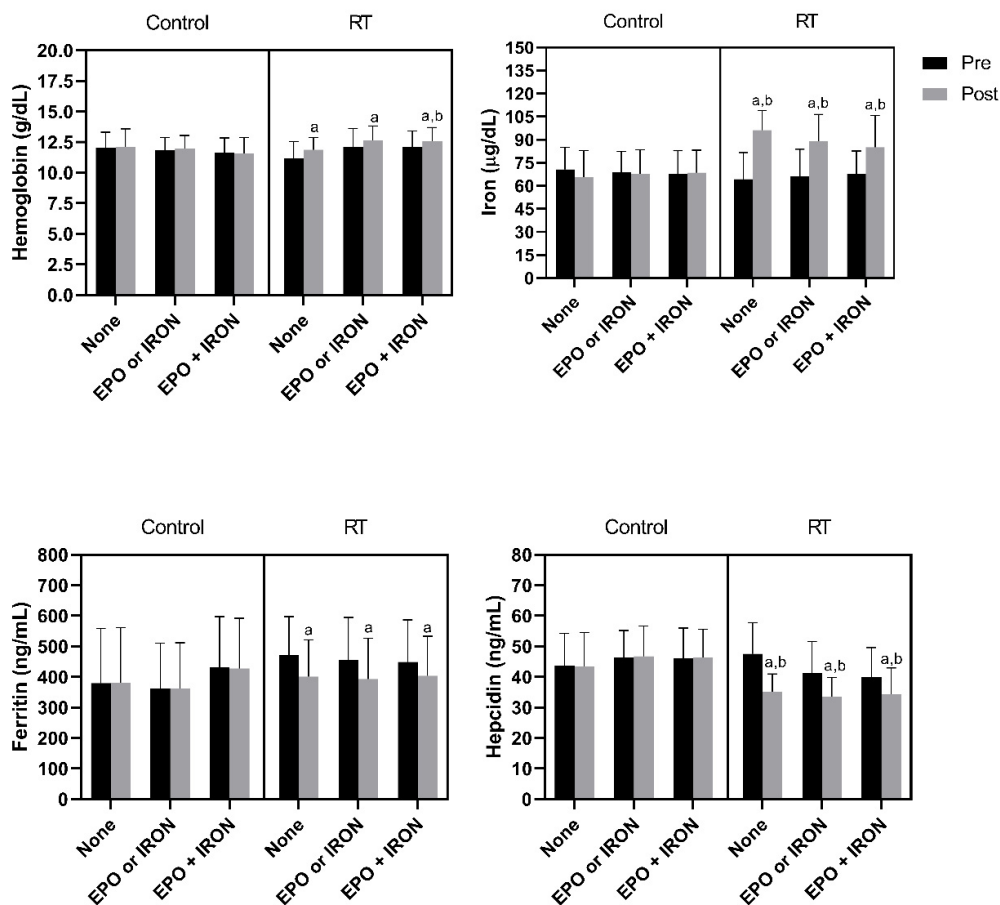 Control RT
Hemoglobin (g/dL)
20.0
17.5
15.0
12.5
10.0
7.5
5.0
2.5
0.0
a a a,b
None EPO or IRON EPO + IRON None EPO or IRON EPO + IRON
Control RT
Iron (μg/dL)
150
135
120
105
90
75
60
45
30
15
0
a,b a,b a,b
None EPO or IRON EPO + IRON None EPO or IRON EPO + IRON
Pre
Post
Control RT
Ferritin (ng/mL)
800
700
600
500
400
300
200
100
0
a a a
None EPO or IRON EPO + IRON None EPO or IRON EPO + IRON
Control RT
Hepcidin (ng/mL)
80
70
60
50
40
30
20
10
0
a,b a,b a,b
None EPO or IRON EPO + IRON None EPO or IRON EPO + IRON